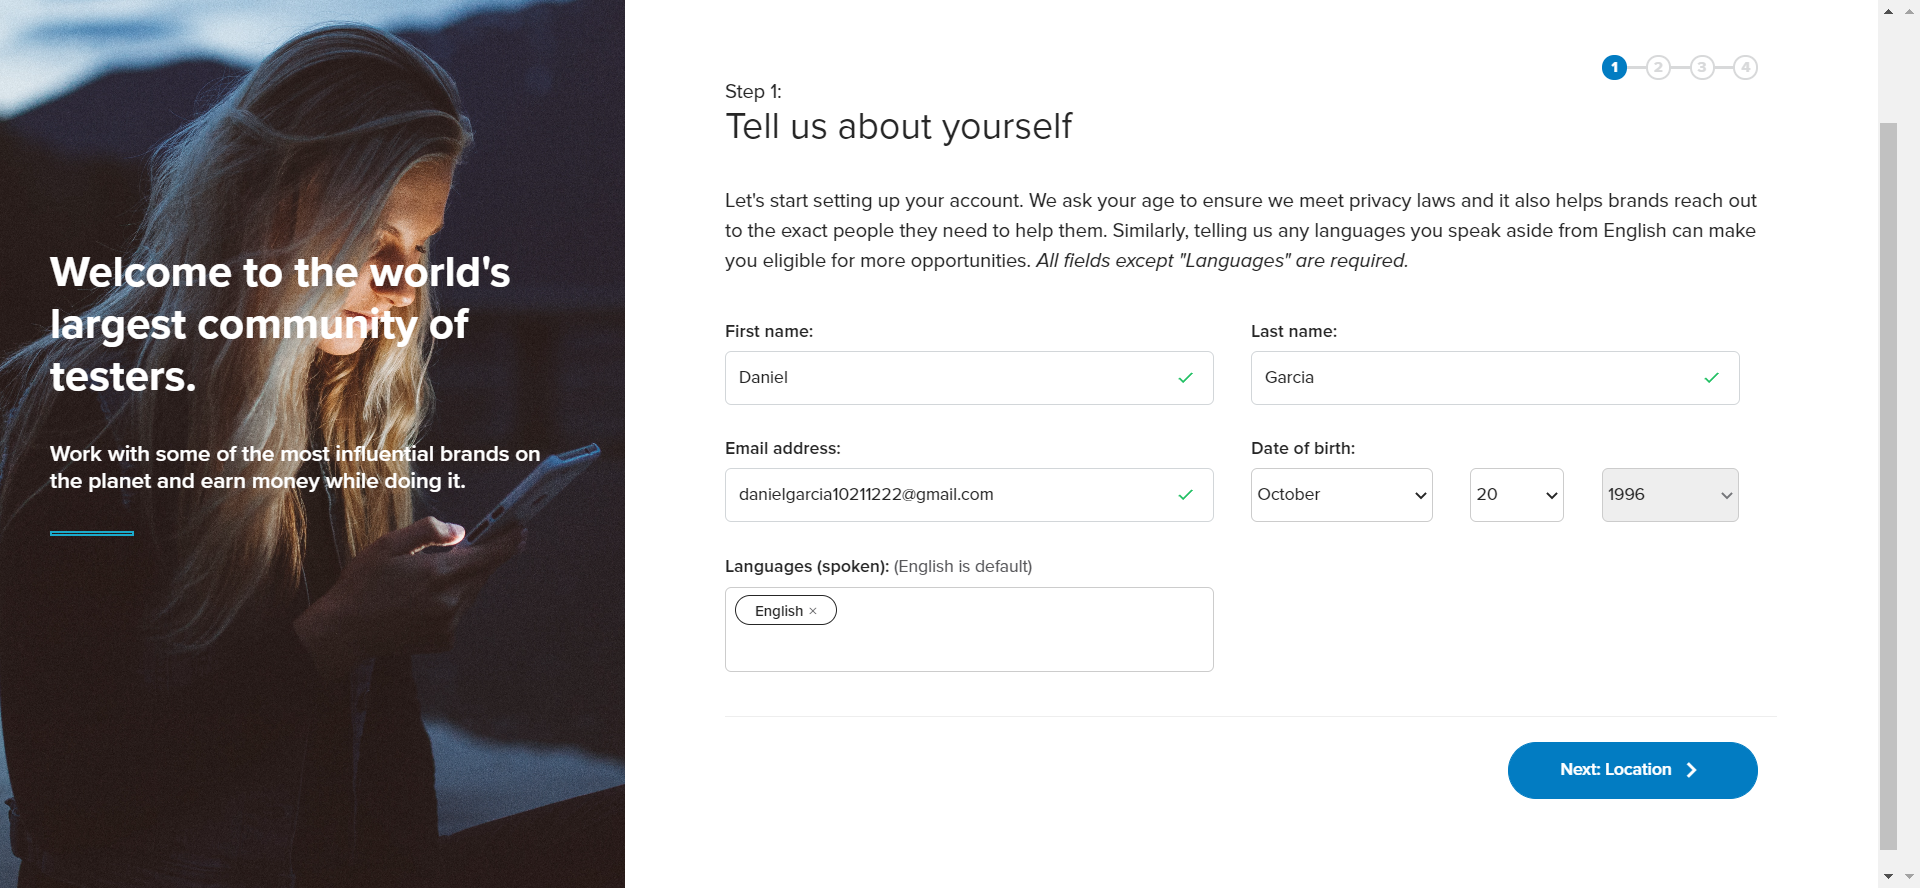 Welcome to the world's
largest community of
testers.
Work with some of the most influential brands on
the planet and earn money while doing it.
1 2 3 4
Step 1:
Tell us about yourself
Let's start setting up your account. We ask your age to ensure we meet privacy laws and it also helps brands reach out
to the exact people they need to help them. Similarly, telling us any languages you speak aside from English can make
you eligible for more opportunities. All fields except "Languages" are required.
First name: Last name:
Daniel Garcia
Email address: Date of birth:
danielgarcia10211222@gmail.com October 20 1996
Languages (spoken): (English is default)
English ×
Next: Location